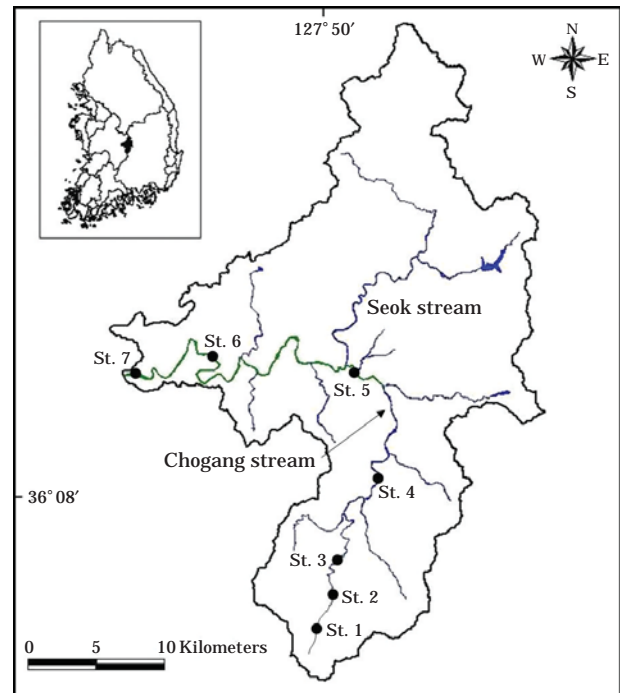 127°50′
N
W E
S
Seok stream
St. 6
St. 7
St. 5
Chogang stream
St. 4
36°08′
St. 3
St. 2
St. 1
0 5 10 Kilometers